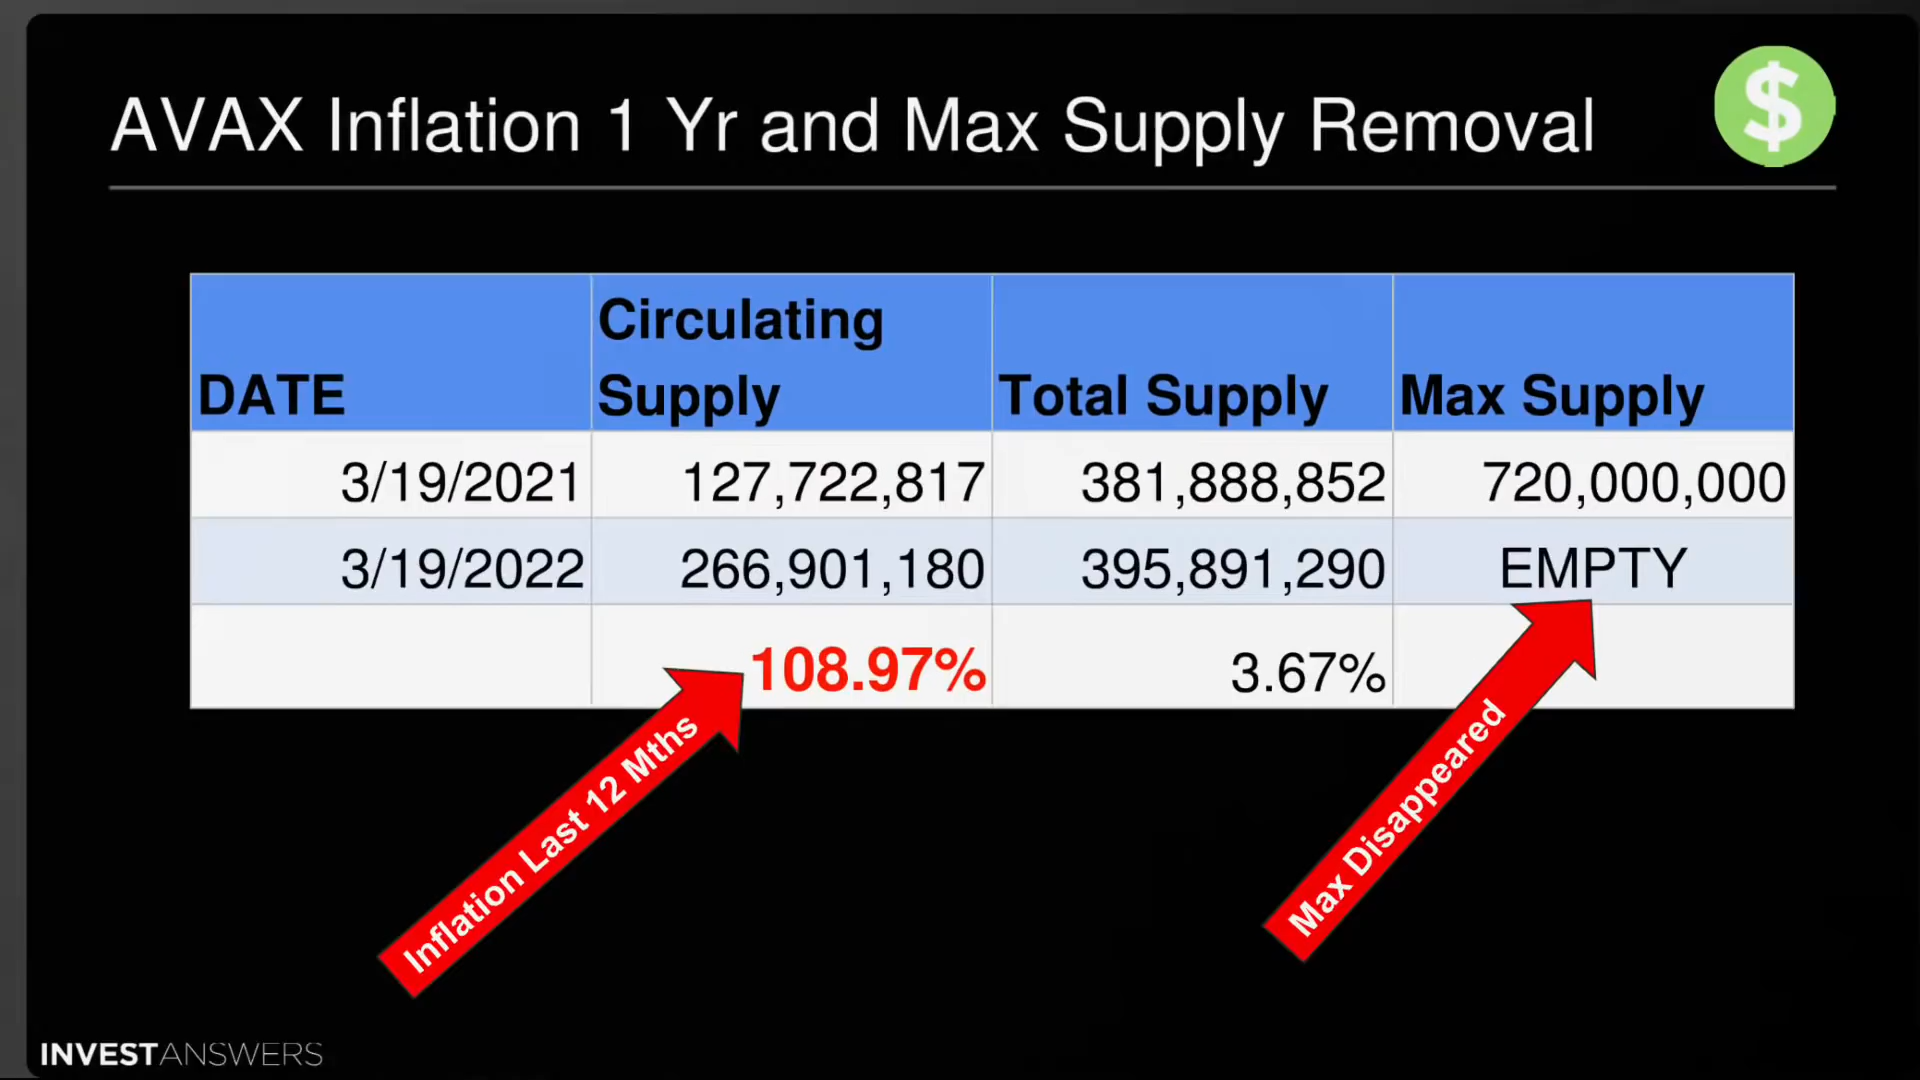 AVAX Inflation 1 Yr and Max Supply Removal
$
DATE Circulating Supply Total Supply Max Supply
3/19/2021 127,722,817 381,888,852 720,000,000
3/19/2022 266,901,180 395,891,290 EMPTY
108.97% 3.67%
Inflation Last 12 Mths
Max Disappeared
INVESTANSWERS